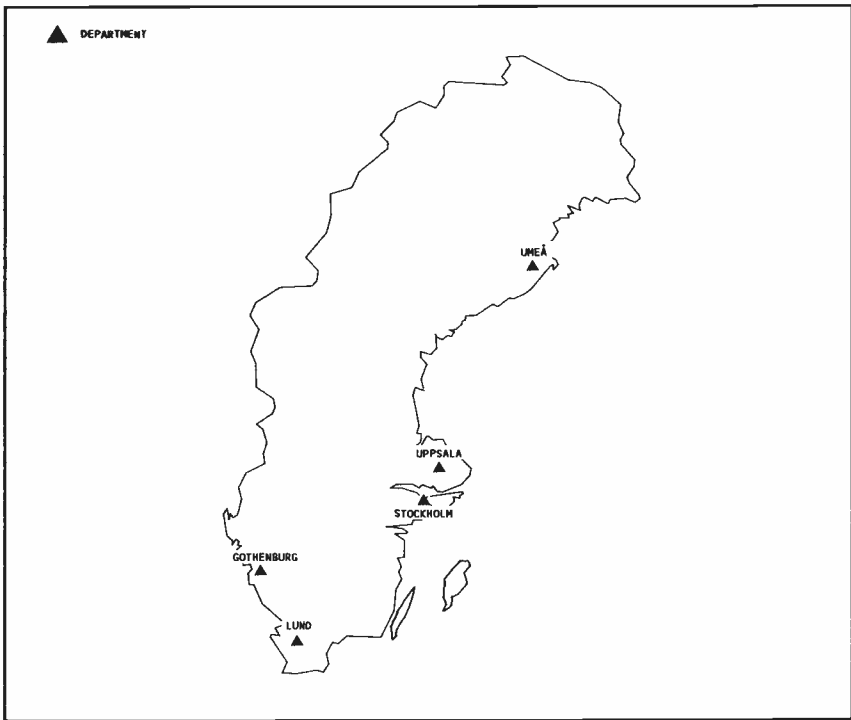 DEPARTMENT
UMEÅ
UPPSALA
STOCKHOLM
GOTHENBURG
LUND